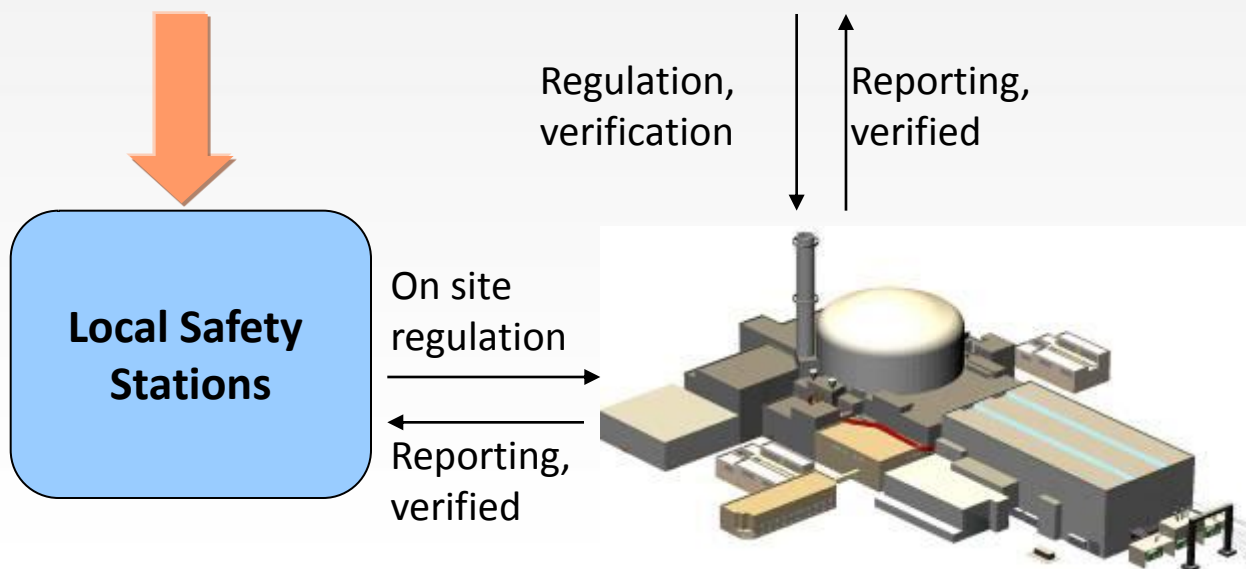 Regulation,
verification
Reporting,
verified
Local Safety
Stations
On site
regulation
Reporting,
verified